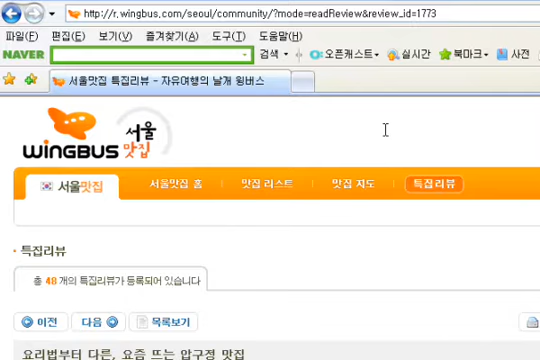 http://r.wingbus.com/seoul/community/?mode=readReview&review_id=1773
파일(F) 편집(E) 보기(V) 즐겨찾기(A) 도구(T) 도움말(H)
NAVER 검색 오픈캐스트 실시간 북마크 사전
서울맛집 특집리뷰 - 자유여행의 날개 윙버스
WINGBUS 서울 맛집
서울맛집 서울맛집 홈 맛집 리스트 맛집 지도 특집리뷰
특집리뷰
총 48 개의 특집리뷰가 등록되어 있습니다
이전 다음 목록보기
요리법부터 다른, 요즘 뜨는 압구정 맛집